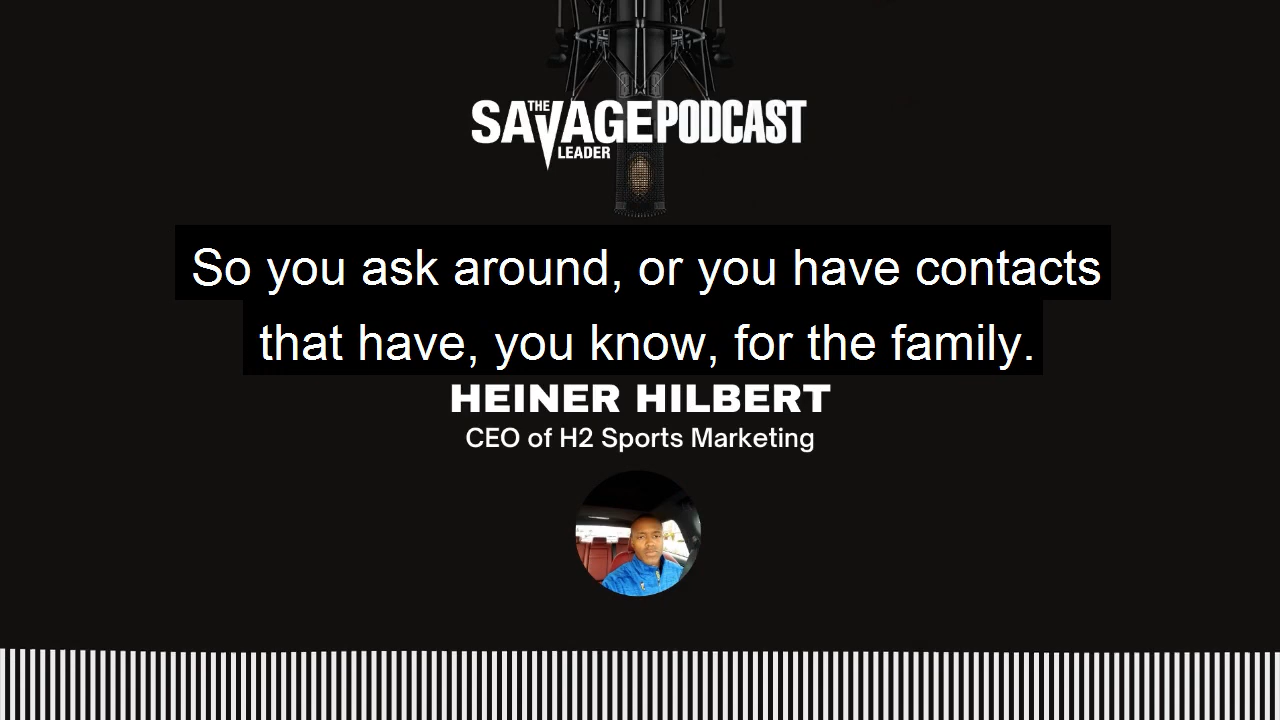 THE SAVAGE LEADER PODCAST
So you ask around, or you have contacts
that have, you know, for the family.
HEINER HILBERT
CEO of H2 Sports Marketing